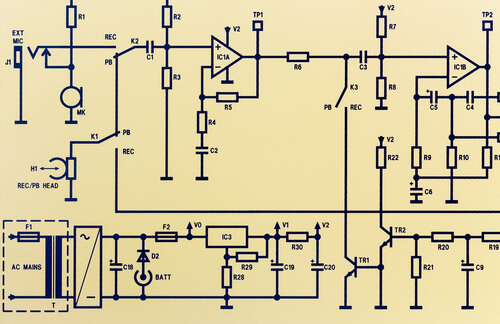 R1
R2
TP1
V2
R7
TP2
EXT
MIC
REC
K2
C1
V2
IC1A
R6
C3
IC1B
J1
PB
MK
R3
R5
K3
R8
PB
REC
C5
C4
R4
K1
PB
V2
C2
R22
R9
R10
R1
REC
H1
REC/PB HEAD
C6
F1
F2
V0
IC3
V1
V2
TR2
R20
R19
R30
AC MAINS
C18
D2
R29
C19
C20
TR1
R21
C9
BATT
R28
T